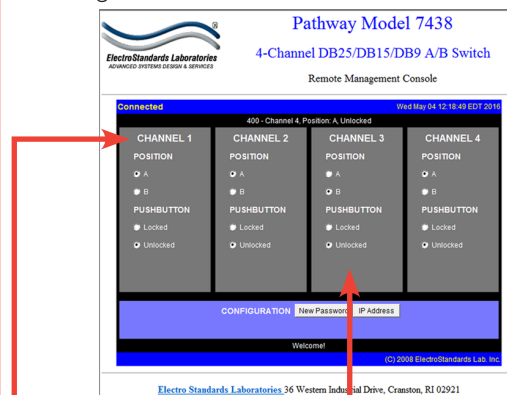 Pathway Model 7438
4-Channel DB25/DB15/DB9 A/B Switch
Remote Management Console
®
ElectroStandards Laboratories
ADVANCED SYSTEMS DESIGN & SERVICES
Connected Wed May 04 12:18:49 EDT 2016
400 - Channel 4, Position: A, Unlocked
CHANNEL 1 CHANNEL 2 CHANNEL 3 CHANNEL 4
POSITION POSITION POSITION POSITION
A A A A
B B B B
PUSHBUTTON PUSHBUTTON PUSHBUTTON PUSHBUTTON
Locked Locked Locked Locked
Unlocked Unlocked Unlocked Unlocked
CONFIGURATION New Password IP Address
Welcome!
(C) 2008 ElectroStandards Lab. Inc.
Electro Standards Laboratories 36 Western Industrial Drive, Cranston, RI 02921